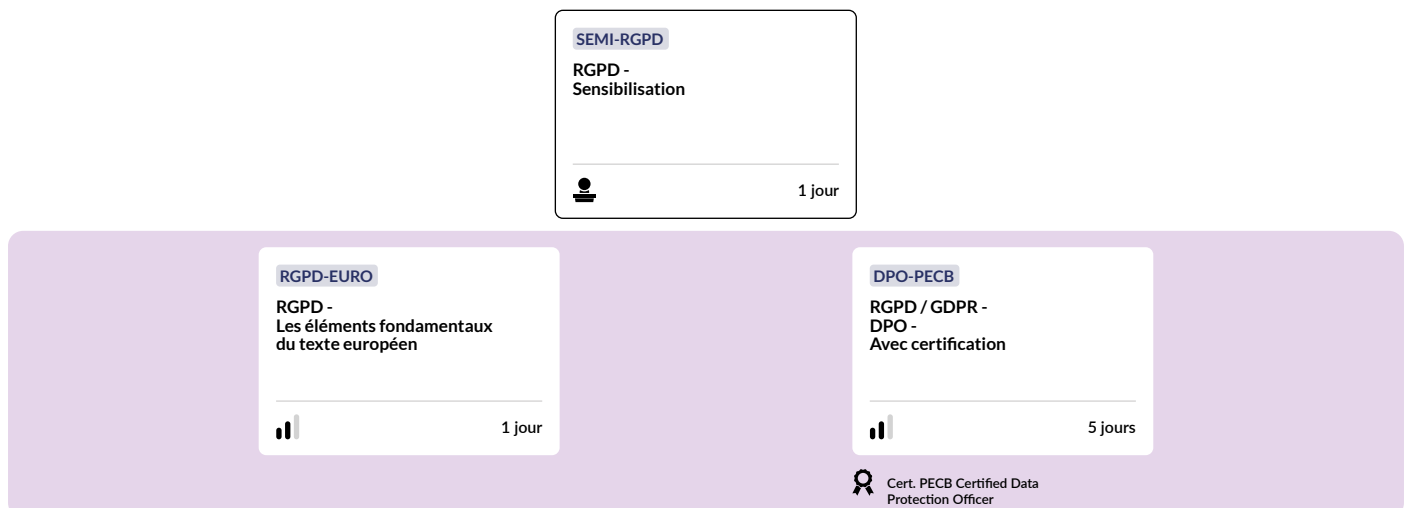 SEMI-RGPD
RGPD -
Sensibilisation
1 jour
RGPD-EURO
RGPD -
Les éléments fondamentaux
du texte européen
1 jour
DPO-PECB
RGPD / GDPR -
DPO -
Avec certification
5 jours
Cert. PECB Certified Data
Protection Officer